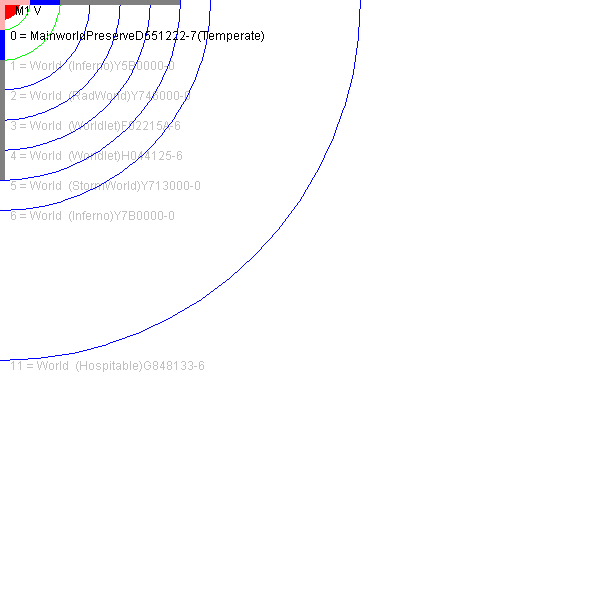 M1 V
0 = MainworldPreserveD551222-7(Temperate)
1 = World (Inferno)Y5B0000-0
2 = World (RadWorld)Y746000-0
3 = World (Worldlet)F02215A-6
4 = World (Worldlet)H044125-6
5 = World (StormWorld)Y713000-0
6 = World (Inferno)Y7B0000-0
11 = World (Hospitable)G848133-6